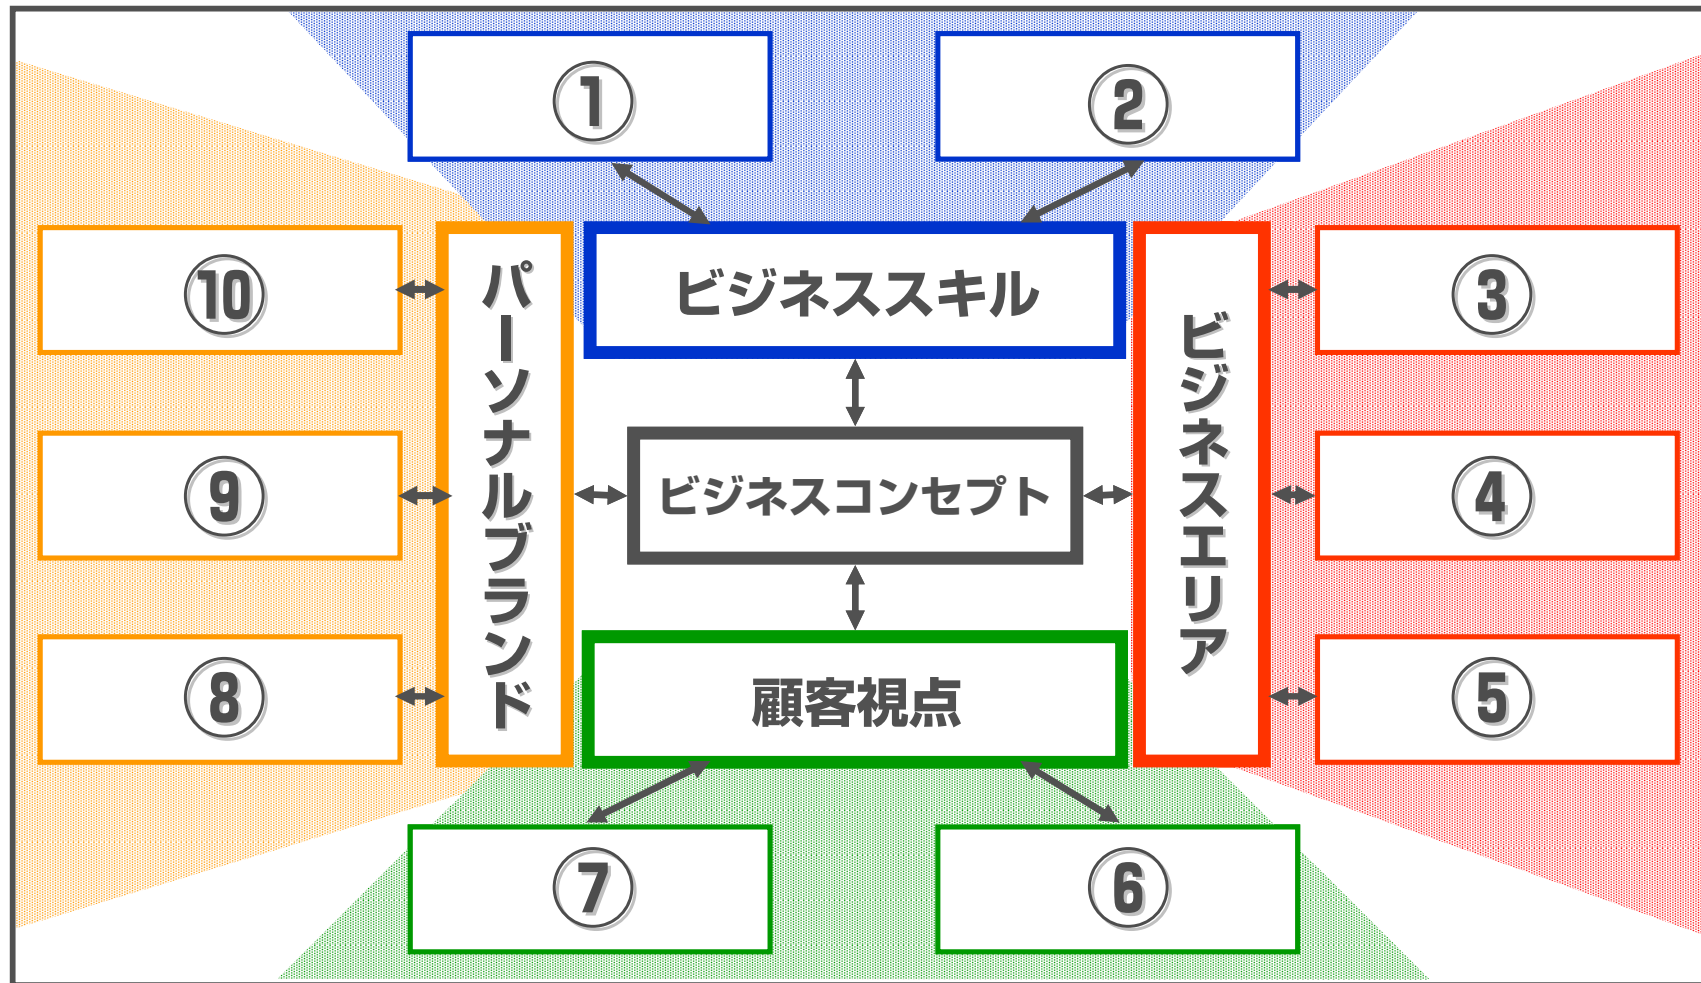 ①
②
ビジネススキル
パーソナルブランド
ビジネスエリア
⑩
③
ビジネスコンセプト
⑨
④
顧客視点
⑧
⑤
⑦
⑥